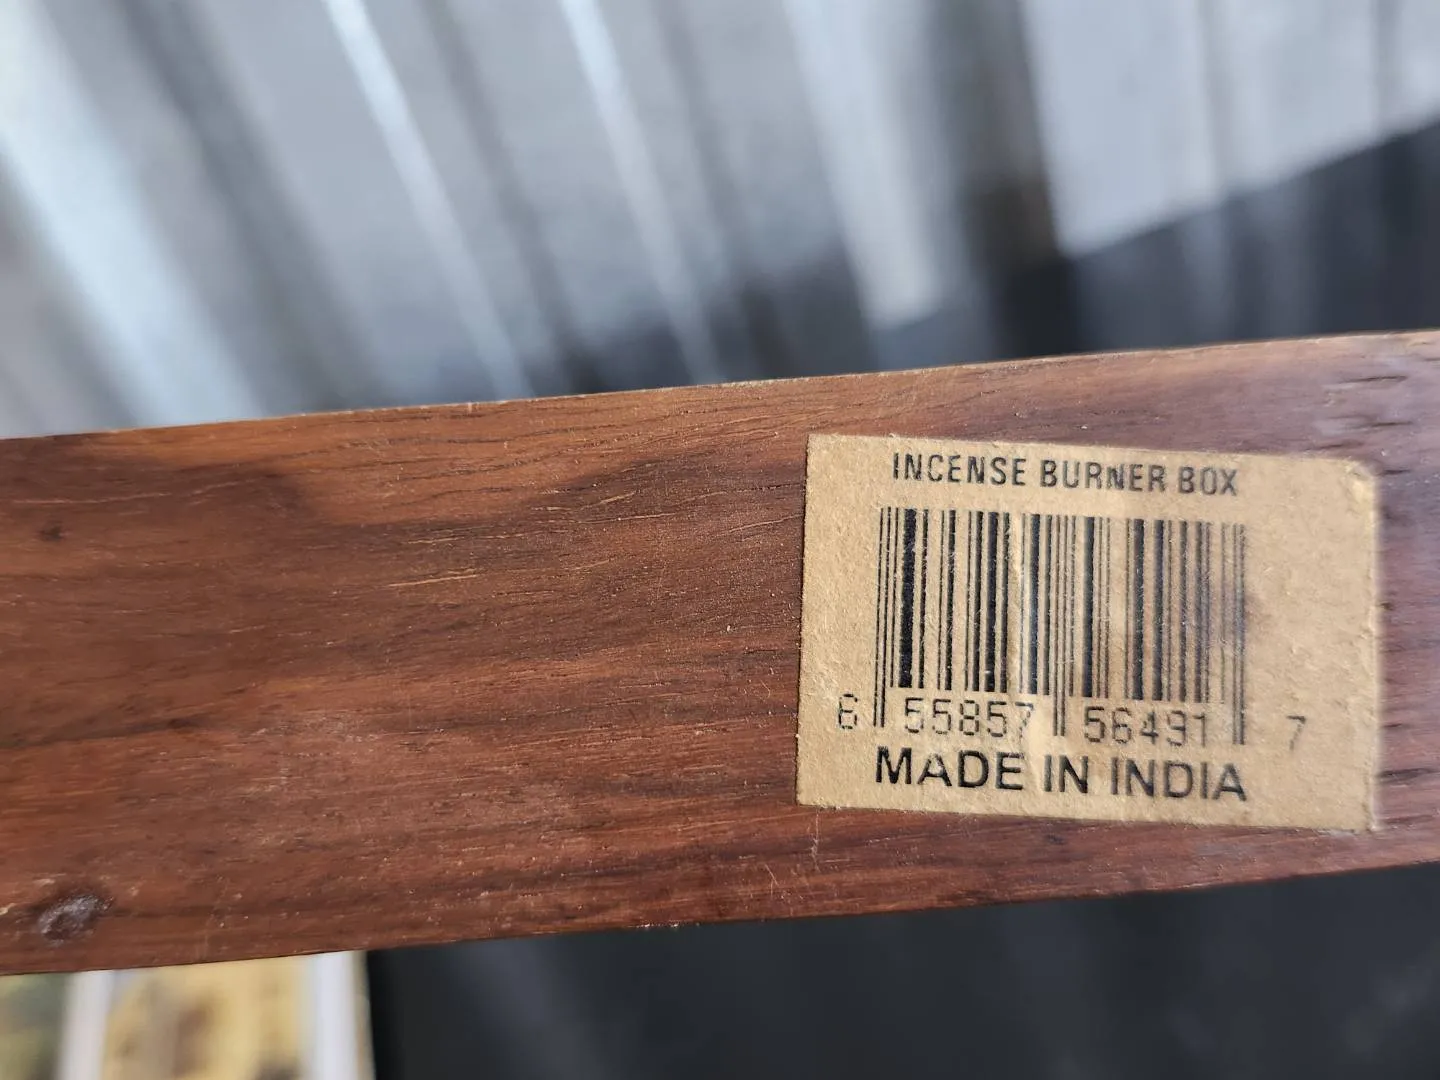 INCENSE BURNER BOX
6 55857 56491 7
MADE IN INDIA